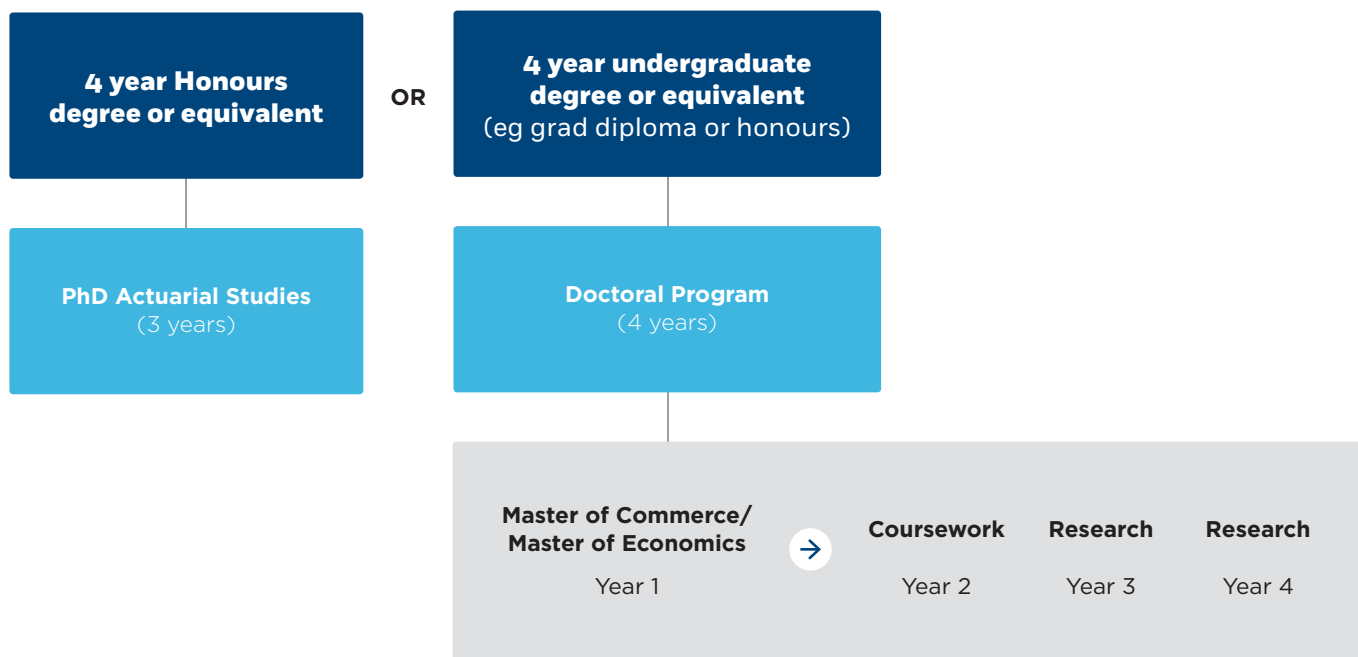 4 year Honours
degree or equivalent
OR
4 year undergraduate
degree or equivalent
(eg grad diploma or honours)
PhD Actuarial Studies
(3 years)
Doctoral Program
(4 years)
Master of Commerce/
Master of Economics
Year 1
Coursework
Year 2
Research
Year 3
Research
Year 4